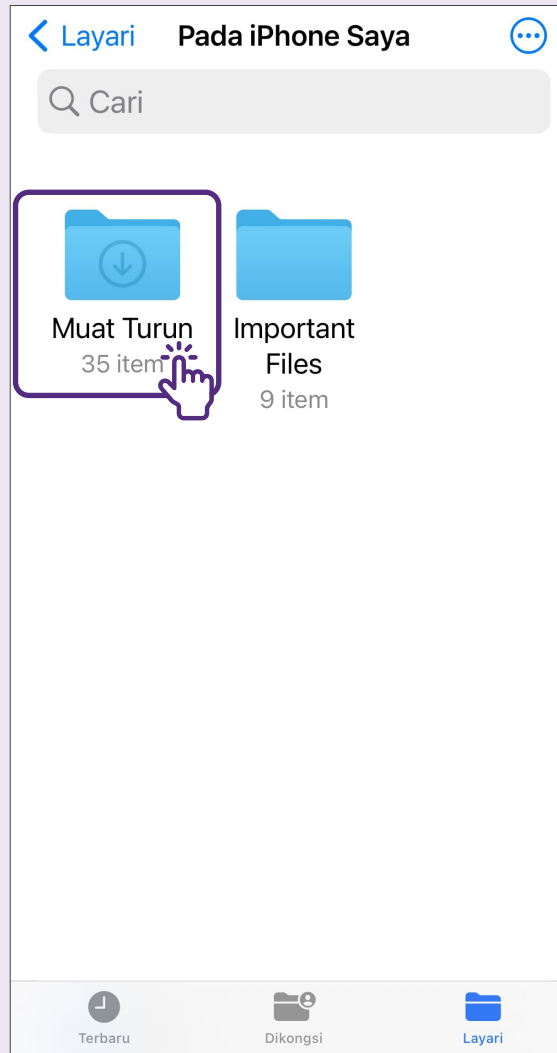 Layari
Pada iPhone Saya
Cari
Muat Turun
35 item
Important
Files
9 item
Terbaru
Dikongsi
Layari